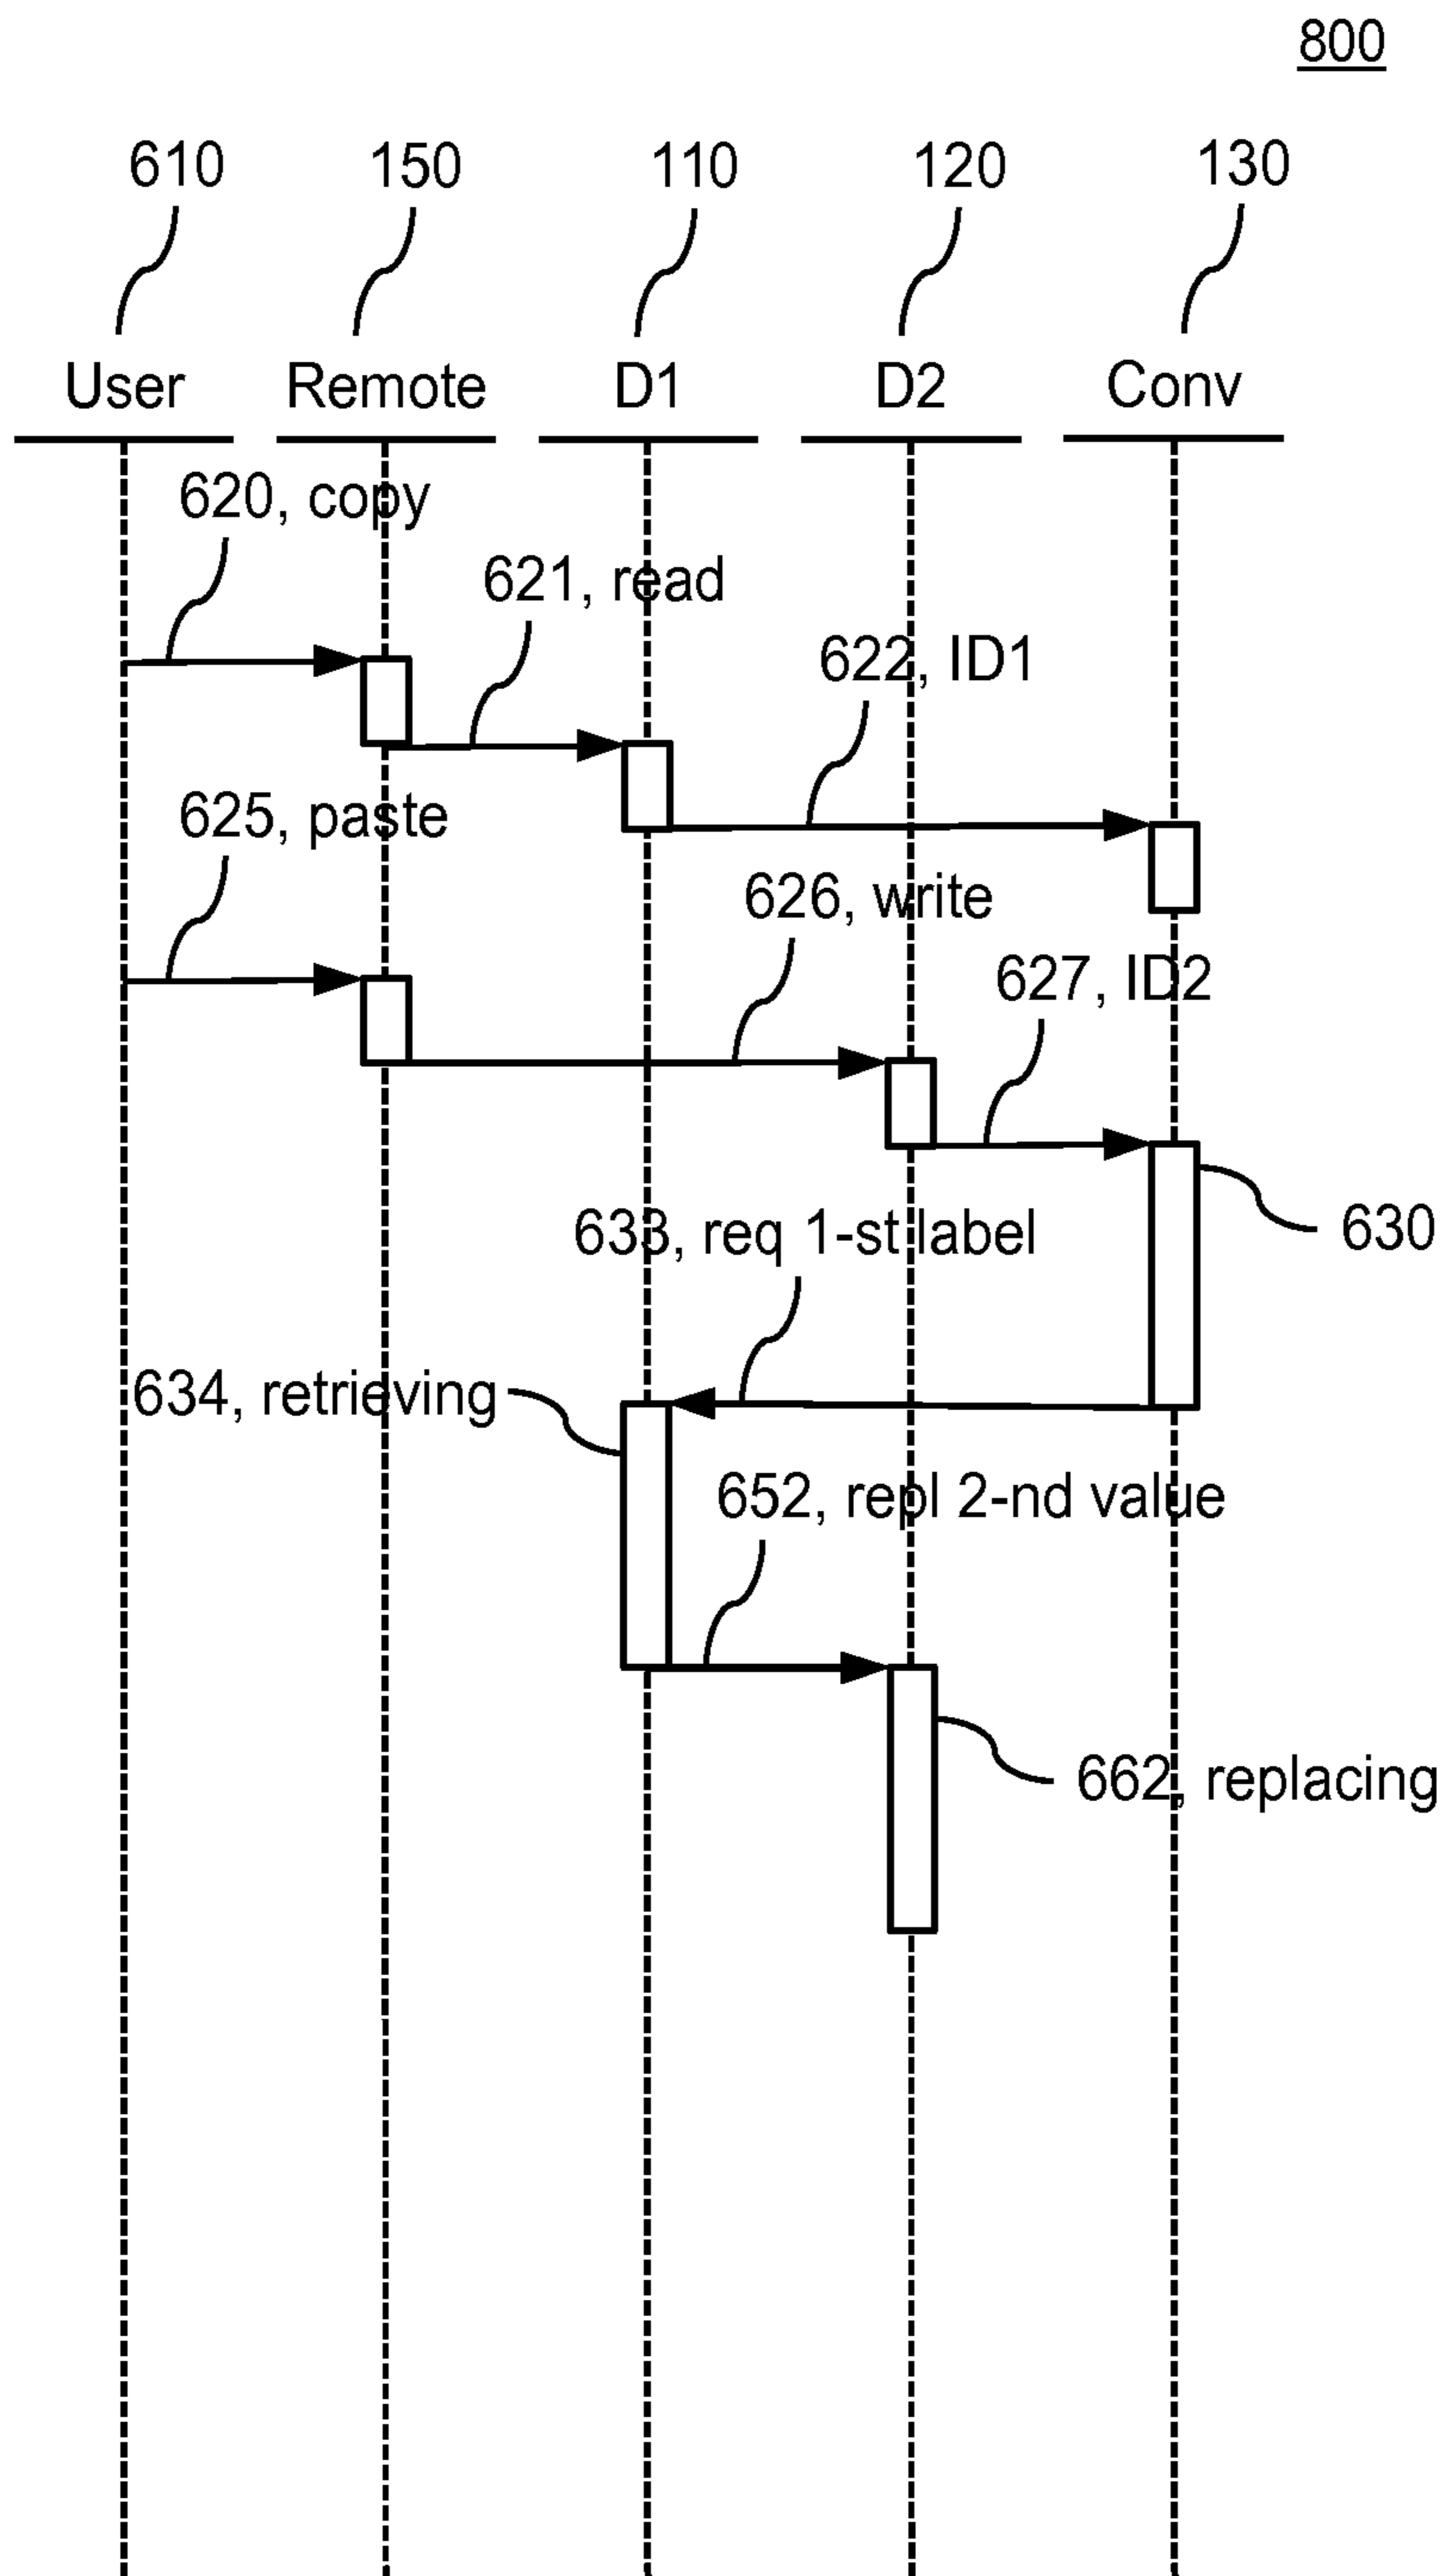 800
610 150 110 120 130
User Remote D1 D2 Conv
620, copy
621, read
622, ID1
625, paste
626, write
627, ID2
633, req 1-st label
630
634, retrieving
652, repl 2-nd value
662, replacing